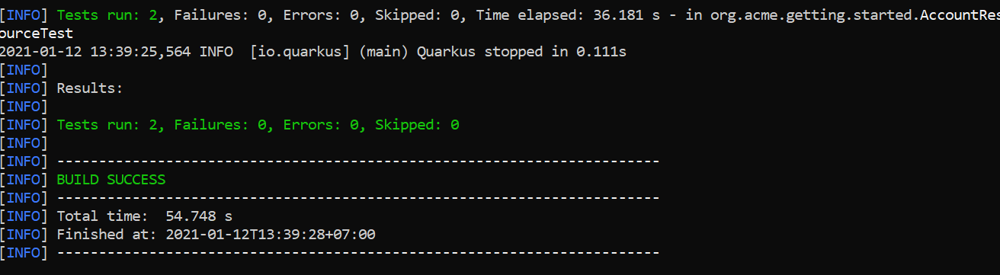 [INFO] Tests run: 2, Failures: 0, Errors: 0, Skipped: 0, Time elapsed: 36.181 s - in org.acme.getting.started.AccountRes
ourceTest
2021-01-12 13:39:25,564 INFO  [io.quarkus] (main) Quarkus stopped in 0.111s
[INFO]
[INFO] Results:
[INFO]
[INFO] Tests run: 2, Failures: 0, Errors: 0, Skipped: 0
[INFO]
[INFO] ------------------------------------------------------------------------
[INFO] BUILD SUCCESS
[INFO] ------------------------------------------------------------------------
[INFO] Total time:  54.748 s
[INFO] Finished at: 2021-01-12T13:39:28+07:00
[INFO] ------------------------------------------------------------------------